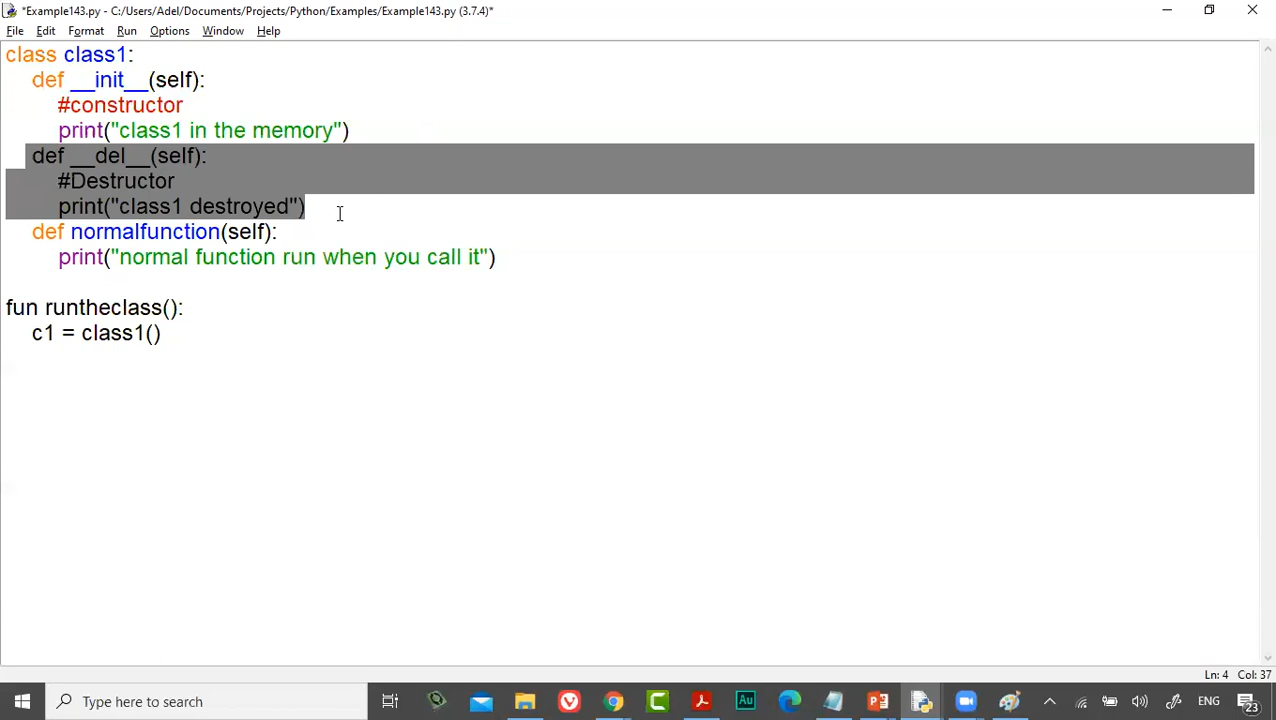 *Example143.py - C:/Users/Adel/Documents/Projects/Python/Examples/Example143.py (3.7.4)*
File Edit Format Run Options Window Help
class class1:
def __init__(self):
#constructor
print("class1 in the memory")
def __del__(self):
#Destructor
print("class1 destroyed")
def normalfunction(self):
print("normal function run when you call it")
fun runtheclass():
c1 = class1()
Ln: 4 Col: 37
Type here to search
Au
ENG
23